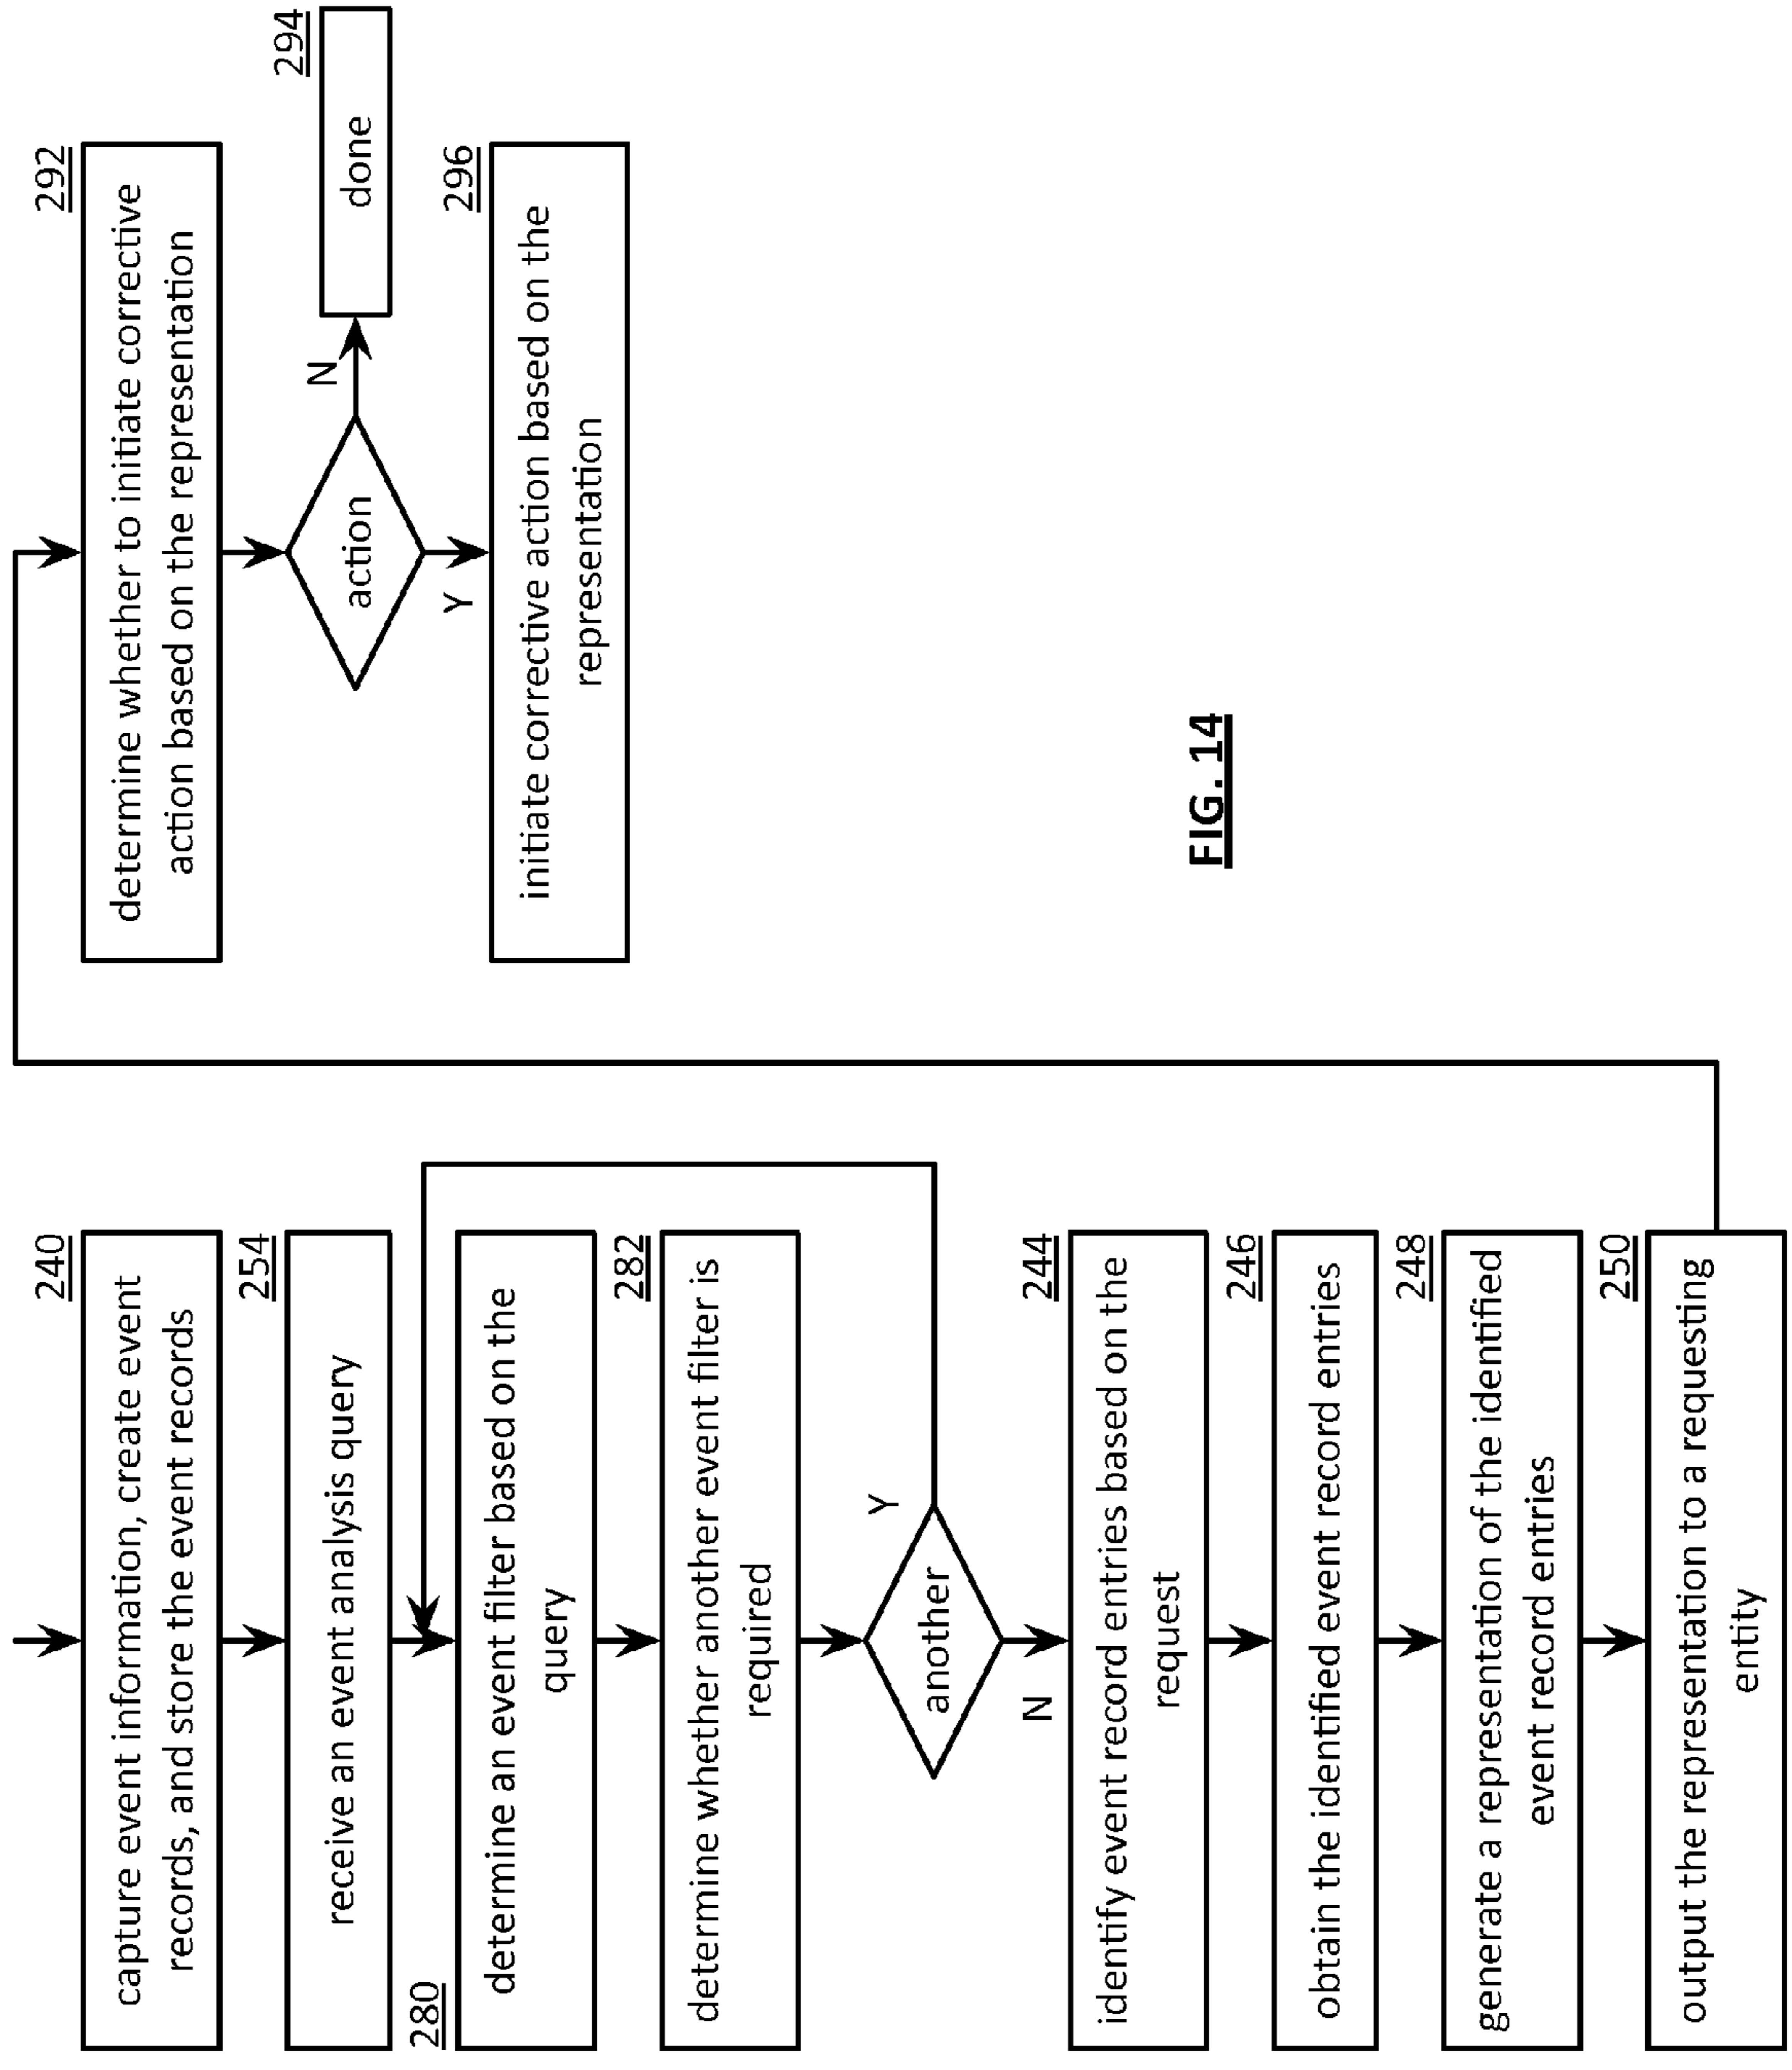 240
capture event information, create event
records, and store the event records
254
receive an event analysis query
280
determine an event filter based on the
query
282
determine whether another event filter is
required
another
Y
N
244
identify event record entries based on the
request
246
obtain the identified event record entries
248
generate a representation of the identified
event record entries
250
output the representation to a requesting
entity
292
determine whether to initiate corrective
action based on the representation
action
N
294
done
Y
296
initiate corrective action based on the
representation
FIG. 14